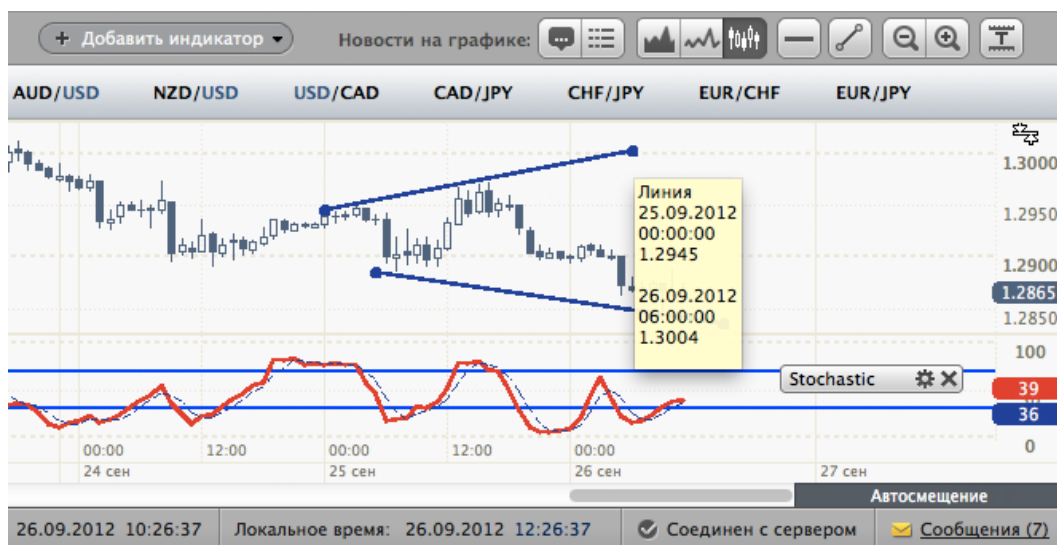 + Добавить индикатор
Новости на графике:
AUD/USD NZD/USD USD/CAD CAD/JPY CHF/JPY EUR/CHF EUR/JPY
1.3000
1.2950
1.2900
1.2865
1.2850
Линия
25.09.2012
00:00:00
1.2945
26.09.2012
06:00:00
1.3004
100
Stochastic
39
36
0
00:00 12:00 00:00 12:00 00:00
24 сен 25 сен 26 сен 27 сен
Автосмещение
26.09.2012 10:26:37 Локальное время: 26.09.2012 12:26:37 Соединен с сервером Сообщения (7)